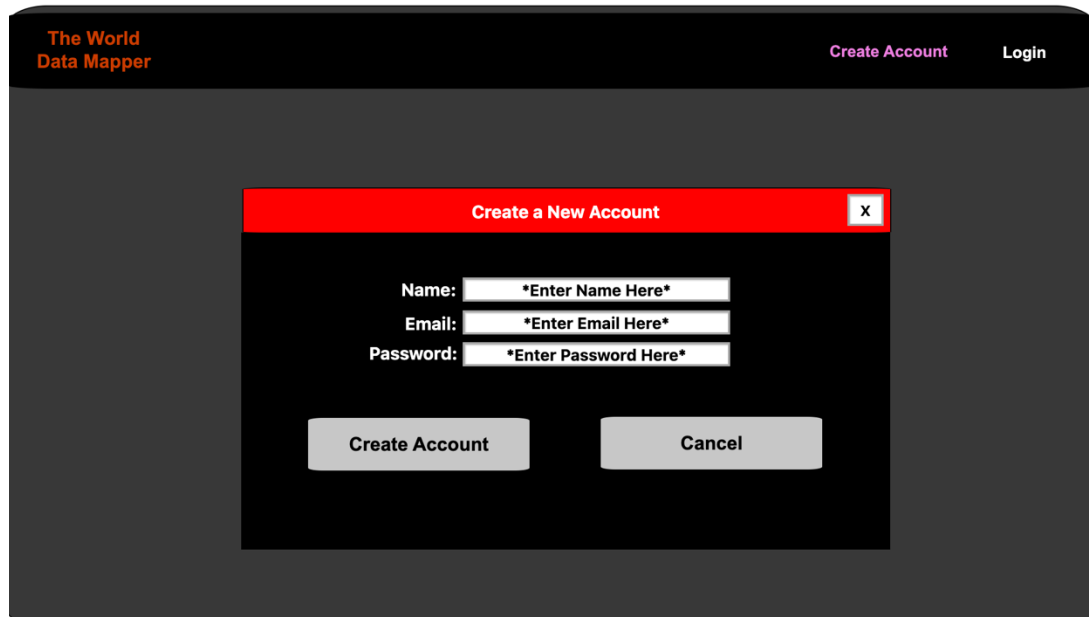 The World
Data Mapper
Create Account
Login
Create a New Account
X
Name:
*Enter Name Here*
Email:
*Enter Email Here*
Password:
*Enter Password Here*
Create Account
Cancel